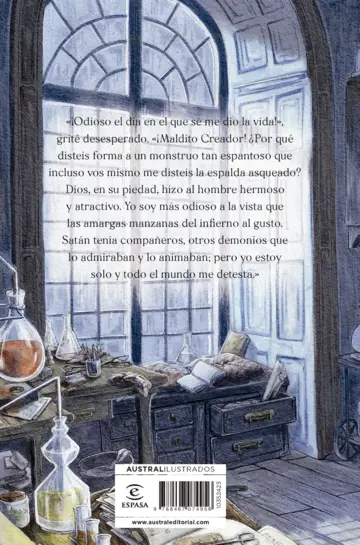 «¡Odioso el día en el que se me dio la vida!»,
grité desesperado. «¡Maldito Creador! ¿Por qué
disteis forma a un monstruo tan espantoso que
incluso vos mismo me disteis la espalda asqueado?
Dios, en su piedad, hizo al hombre hermoso
y atractivo. Yo soy más odioso a la vista que
las amargas manzanas del infierno al gusto.
Satán tenía compañeros, otros demonios que
lo admiraban y lo animaban; pero yo estoy
solo y todo el mundo me detesta.»
AUSTRALILUSTRADOS
ESPASA
10352423
www.australeditorial.com